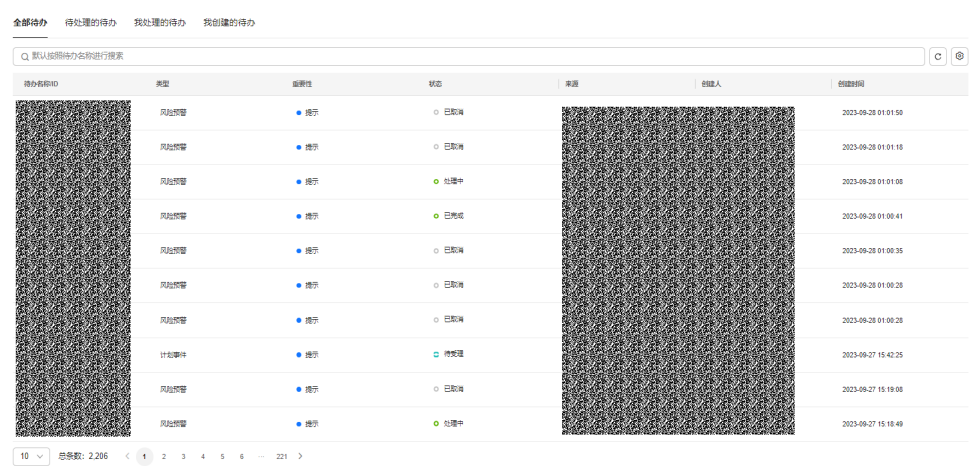 全部待办 待处理的待办 我处理的待办 我创建的待办
默认按照待办名称进行搜索
待办名称/ID 类型 重要性 状态 来源 创建人 创建时间
风险预警 提示 已取消 2023-09-28 01:01:50
风险预警 提示 已取消 2023-09-28 01:01:18
风险预警 提示 处理中 2023-09-28 01:01:08
风险预警 提示 已完成 2023-09-28 01:00:41
风险预警 提示 已取消 2023-09-28 01:00:35
风险预警 提示 已取消 2023-09-28 01:00:28
风险预警 提示 已取消 2023-09-28 01:00:28
计划事件 提示 待受理 2023-09-27 15:42:25
风险预警 提示 已取消 2023-09-27 15:19:08
风险预警 提示 处理中 2023-09-27 15:18:49
10 总条数: 2,206 < 1 2 3 4 5 6 ... 221 >